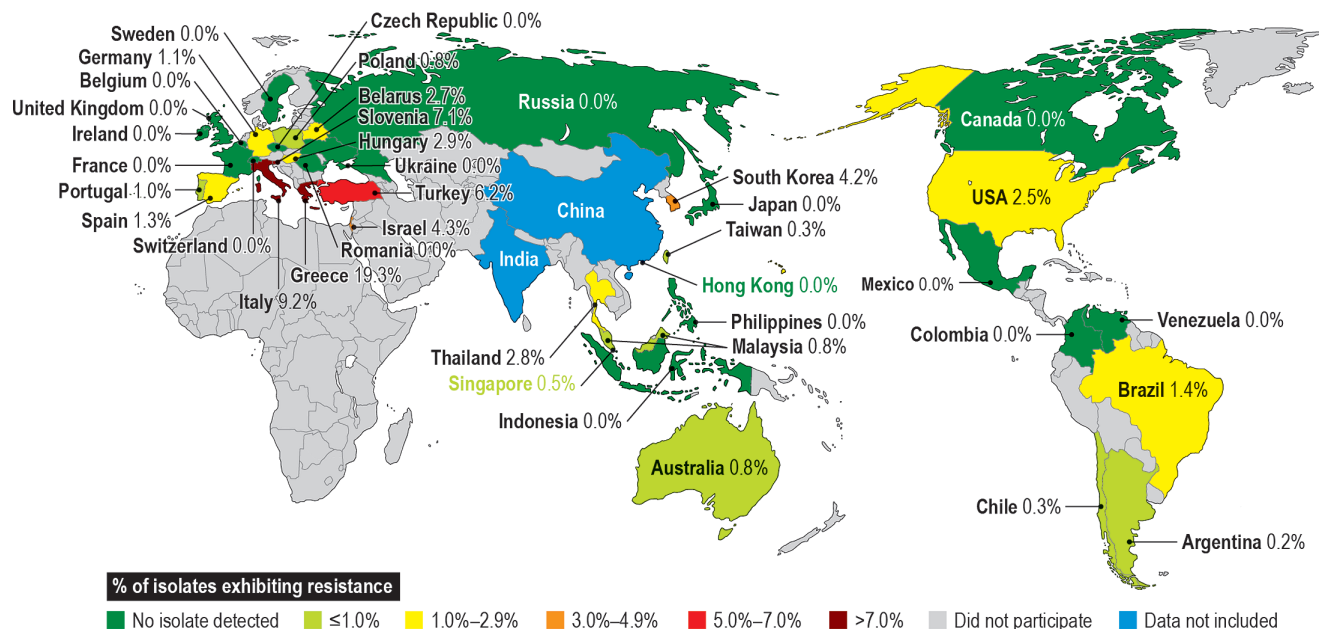 Czech Republic 0.0%
Sweden 0.0%
Germany 1.1%
Poland 0.8%
Belgium 0.0%
Belarus 2.7%
United Kingdom 0.0%
Slovenia 7.1%
Ireland 0.0%
Hungary 2.9%
France 0.0%
Ukraine 0.0%
Portugal 1.0%
Turkey 6.2%
Spain 1.3%
Israel 4.3%
Switzerland 0.0%
Romania 0.0%
Greece 19.3%
Italy 9.2%
Russia 0.0%
China
India
South Korea 4.2%
Japan 0.0%
Taiwan 0.3%
Hong Kong 0.0%
Philippines 0.0%
Malaysia 0.8%
Thailand 2.8%
Singapore 0.5%
Indonesia 0.0%
Australia 0.8%
Canada 0.0%
USA 2.5%
Mexico 0.0%
Colombia 0.0%
Venezuela 0.0%
Brazil 1.4%
Chile 0.3%
Argentina 0.2%
% of isolates exhibiting resistance
No isolate detected
≤1.0%
1.0%–2.9%
3.0%–4.9%
5.0%–7.0%
>7.0%
Did not participate
Data not included